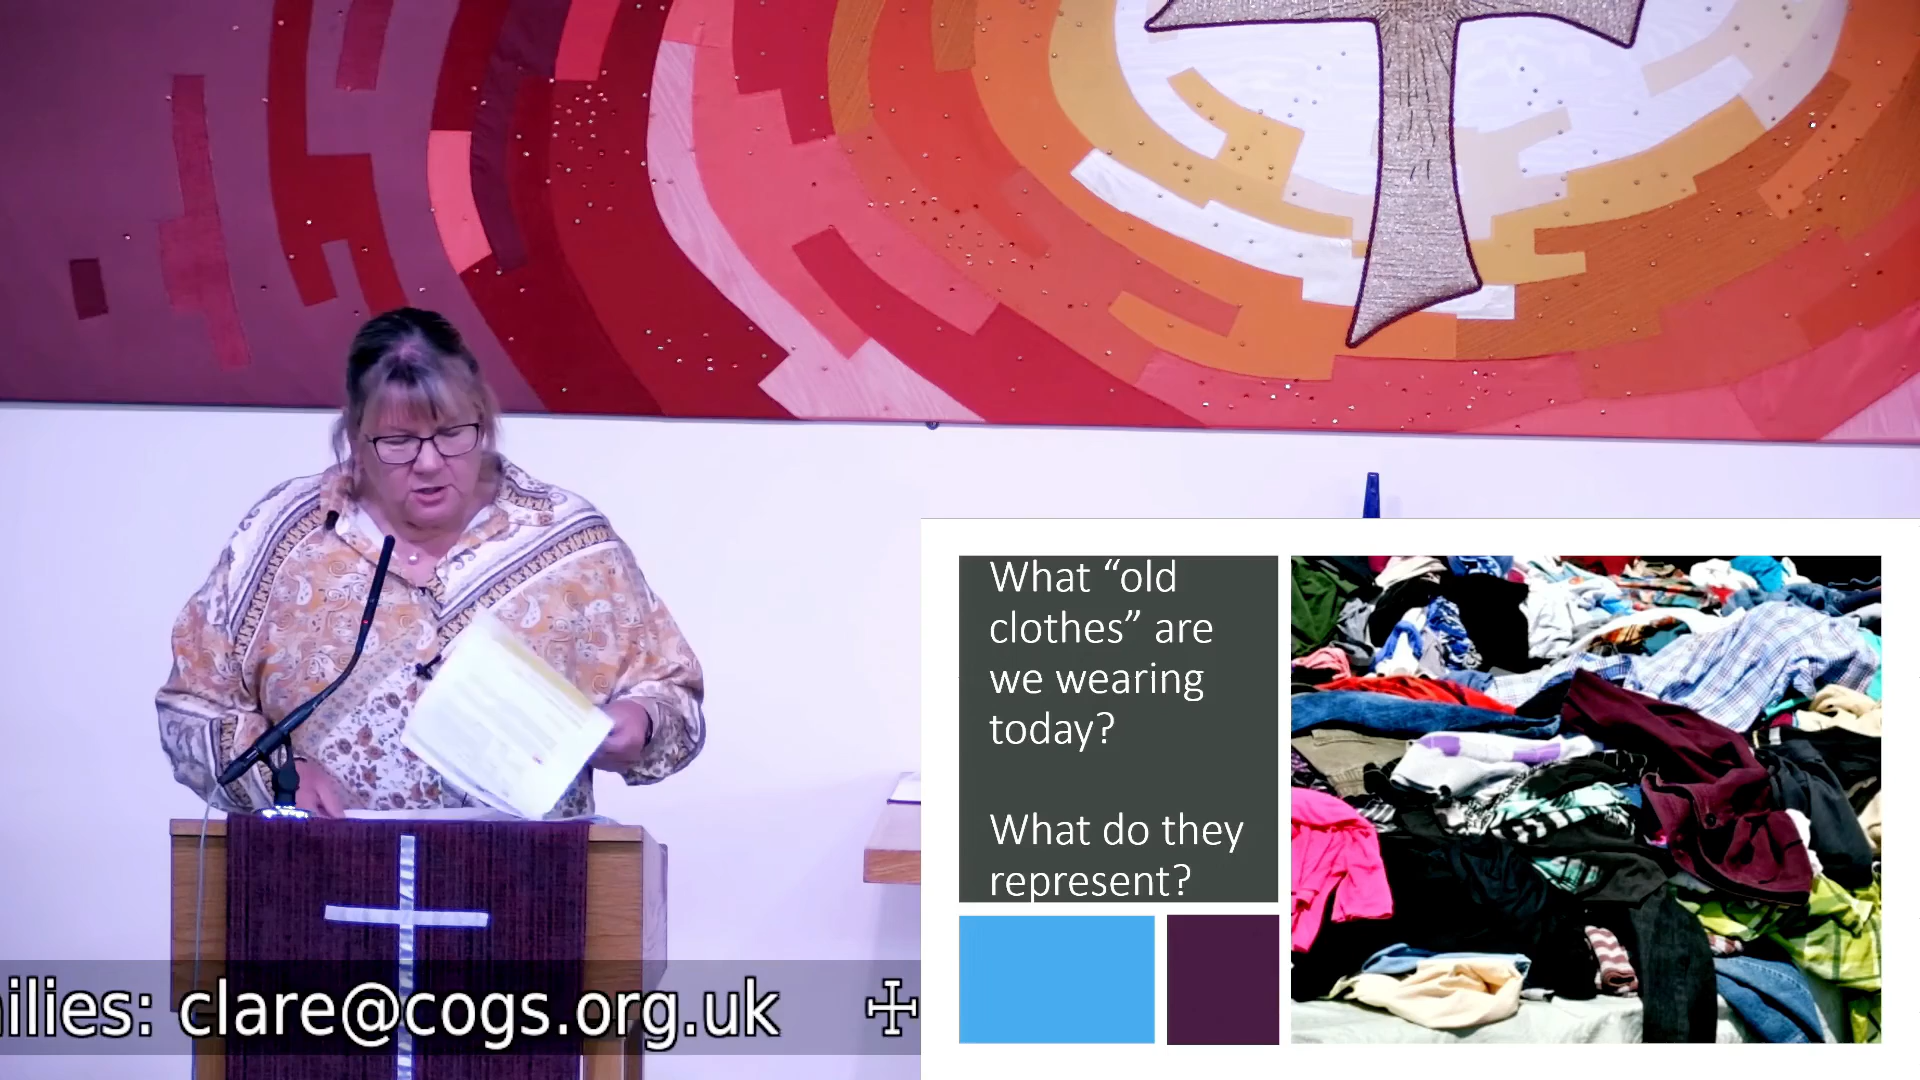 What “old
clothes” are
we wearing
today?
What do they
represent?
ilies: clare@cogs.org.uk